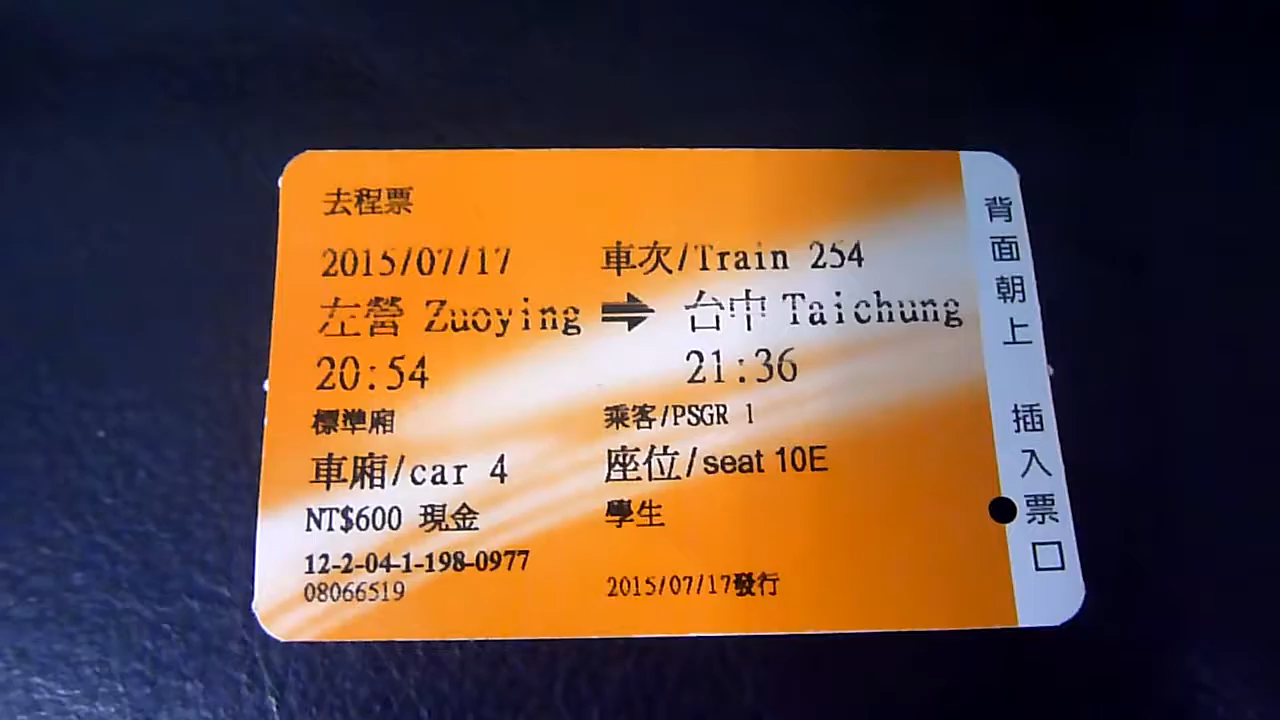 去程票
2015/07/17 車次/Train 254
左營 Zuoying → 台中 Taichung
20:54 21:36
標準廂 乘客/PSGR 1
車廂/car 4 座位/seat 10E
NT$600 現金 學生
12-2-04-1-198-0977
08066519 2015/07/17發行
背面朝上 插入票口